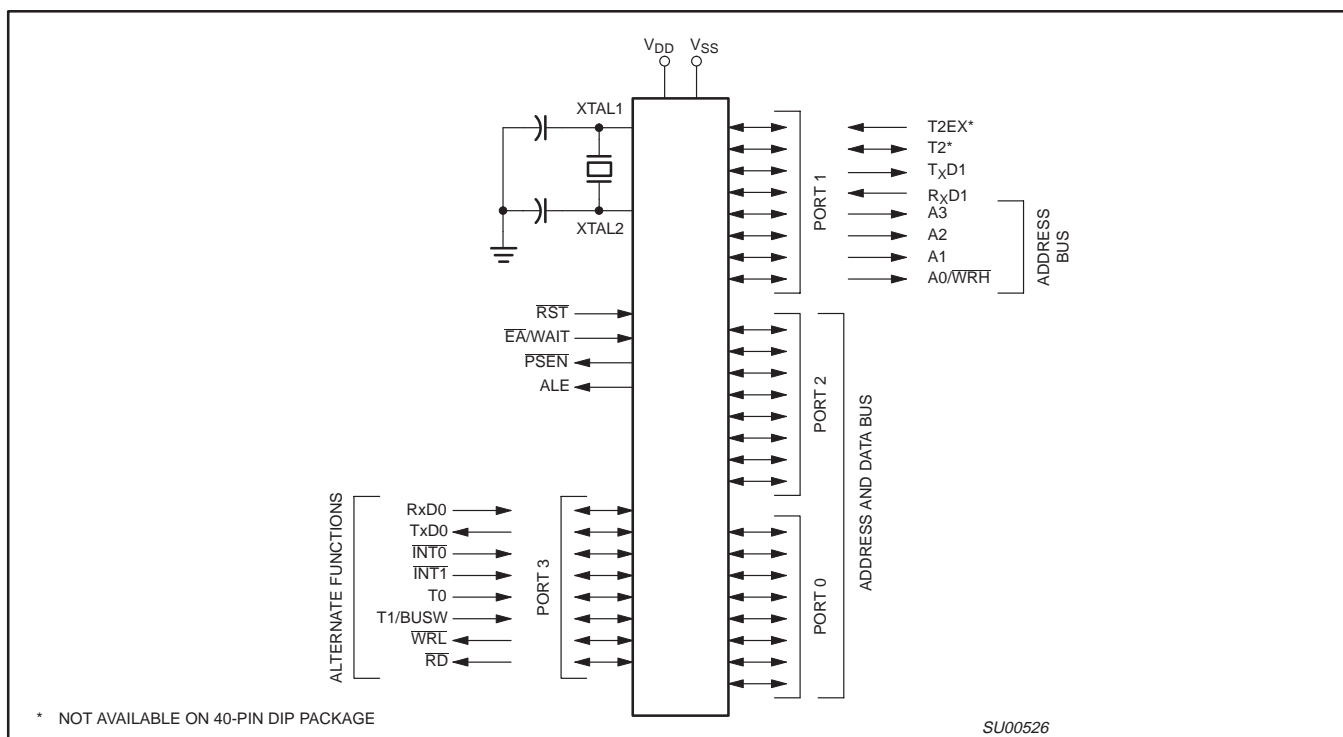 VDD VSS
XTAL1
XTAL2
RST
EA/WAIT
PSEN
ALE
ALTERNATE FUNCTIONS
RxD0
TxD0
INT0
INT1
T0
T1/BUSW
WRL
RD
PORT 3
PORT 1
T2EX*
T2*
TXD1
RXD1
A3
A2
A1
A0/WRH
ADDRESS
BUS
PORT 2
PORT 0
ADDRESS AND DATA BUS
* NOT AVAILABLE ON 40-PIN DIP PACKAGE
SU00526